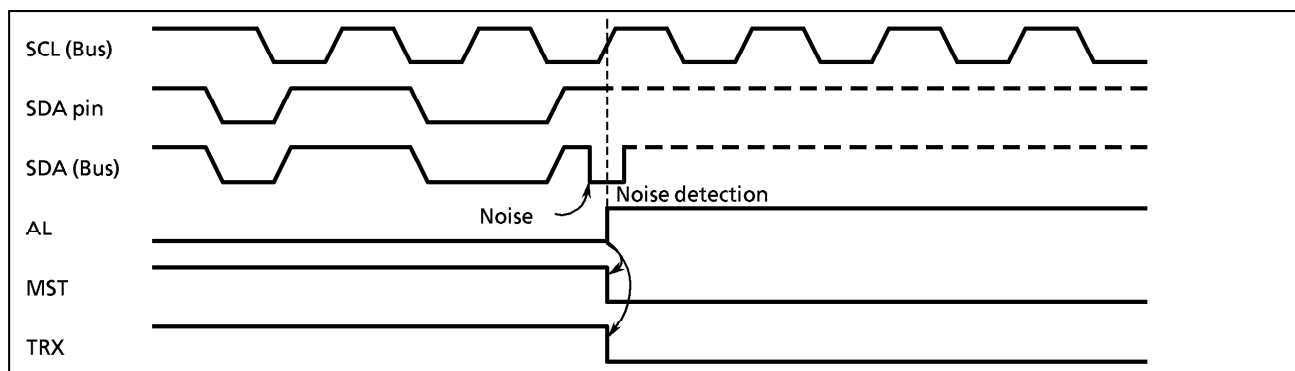 SCL (Bus)
SDA pin
SDA (Bus)
Noise detection
Noise
AL
MST
TRX